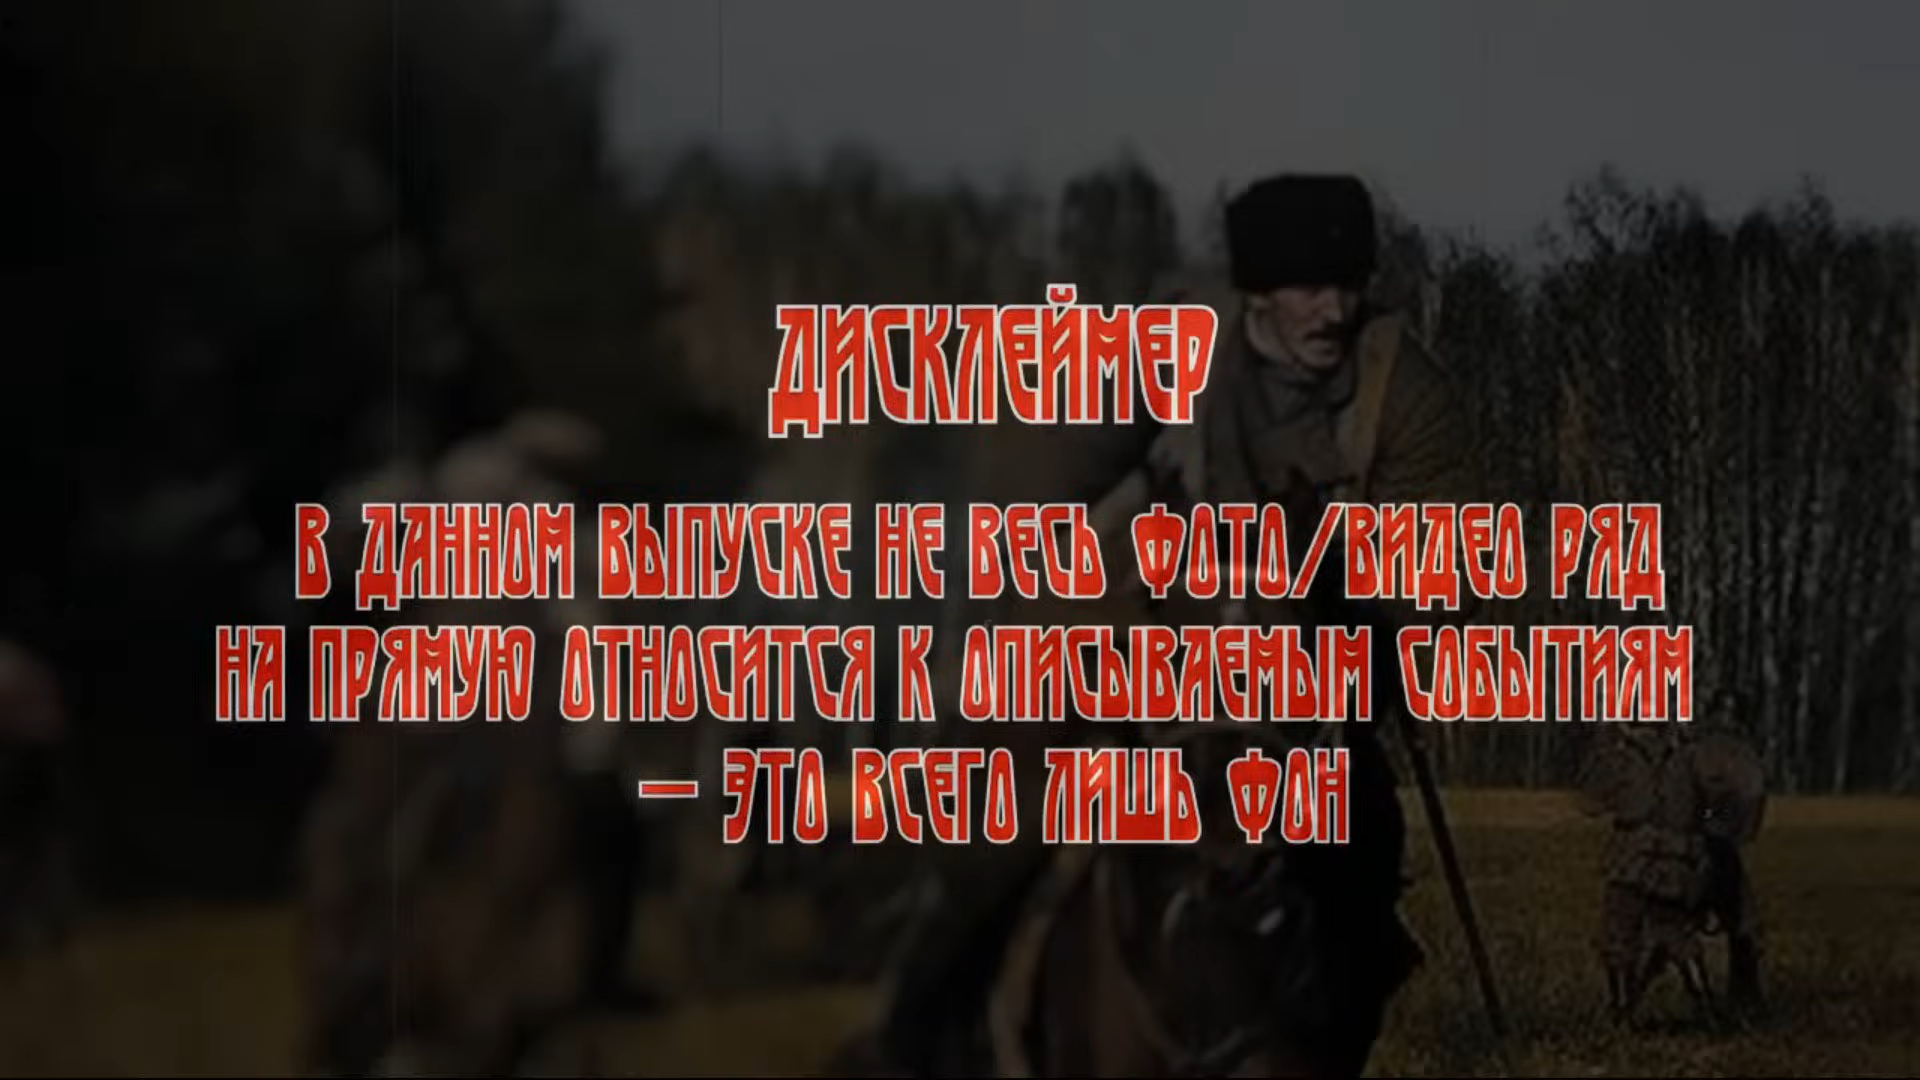 ДИСКЛЕЙМЕР
В ДАННОМ ВЫПУСКЕ НЕ ВЕСЬ ФОТО/ВИДЕО РЯД
НА ПРЯМУЮ ОТНОСИТСЯ К ОПИСЫВАЕМЫМ СОБЫТИЯМ
— ЭТО ВСЕГО ЛИШЬ ФОН